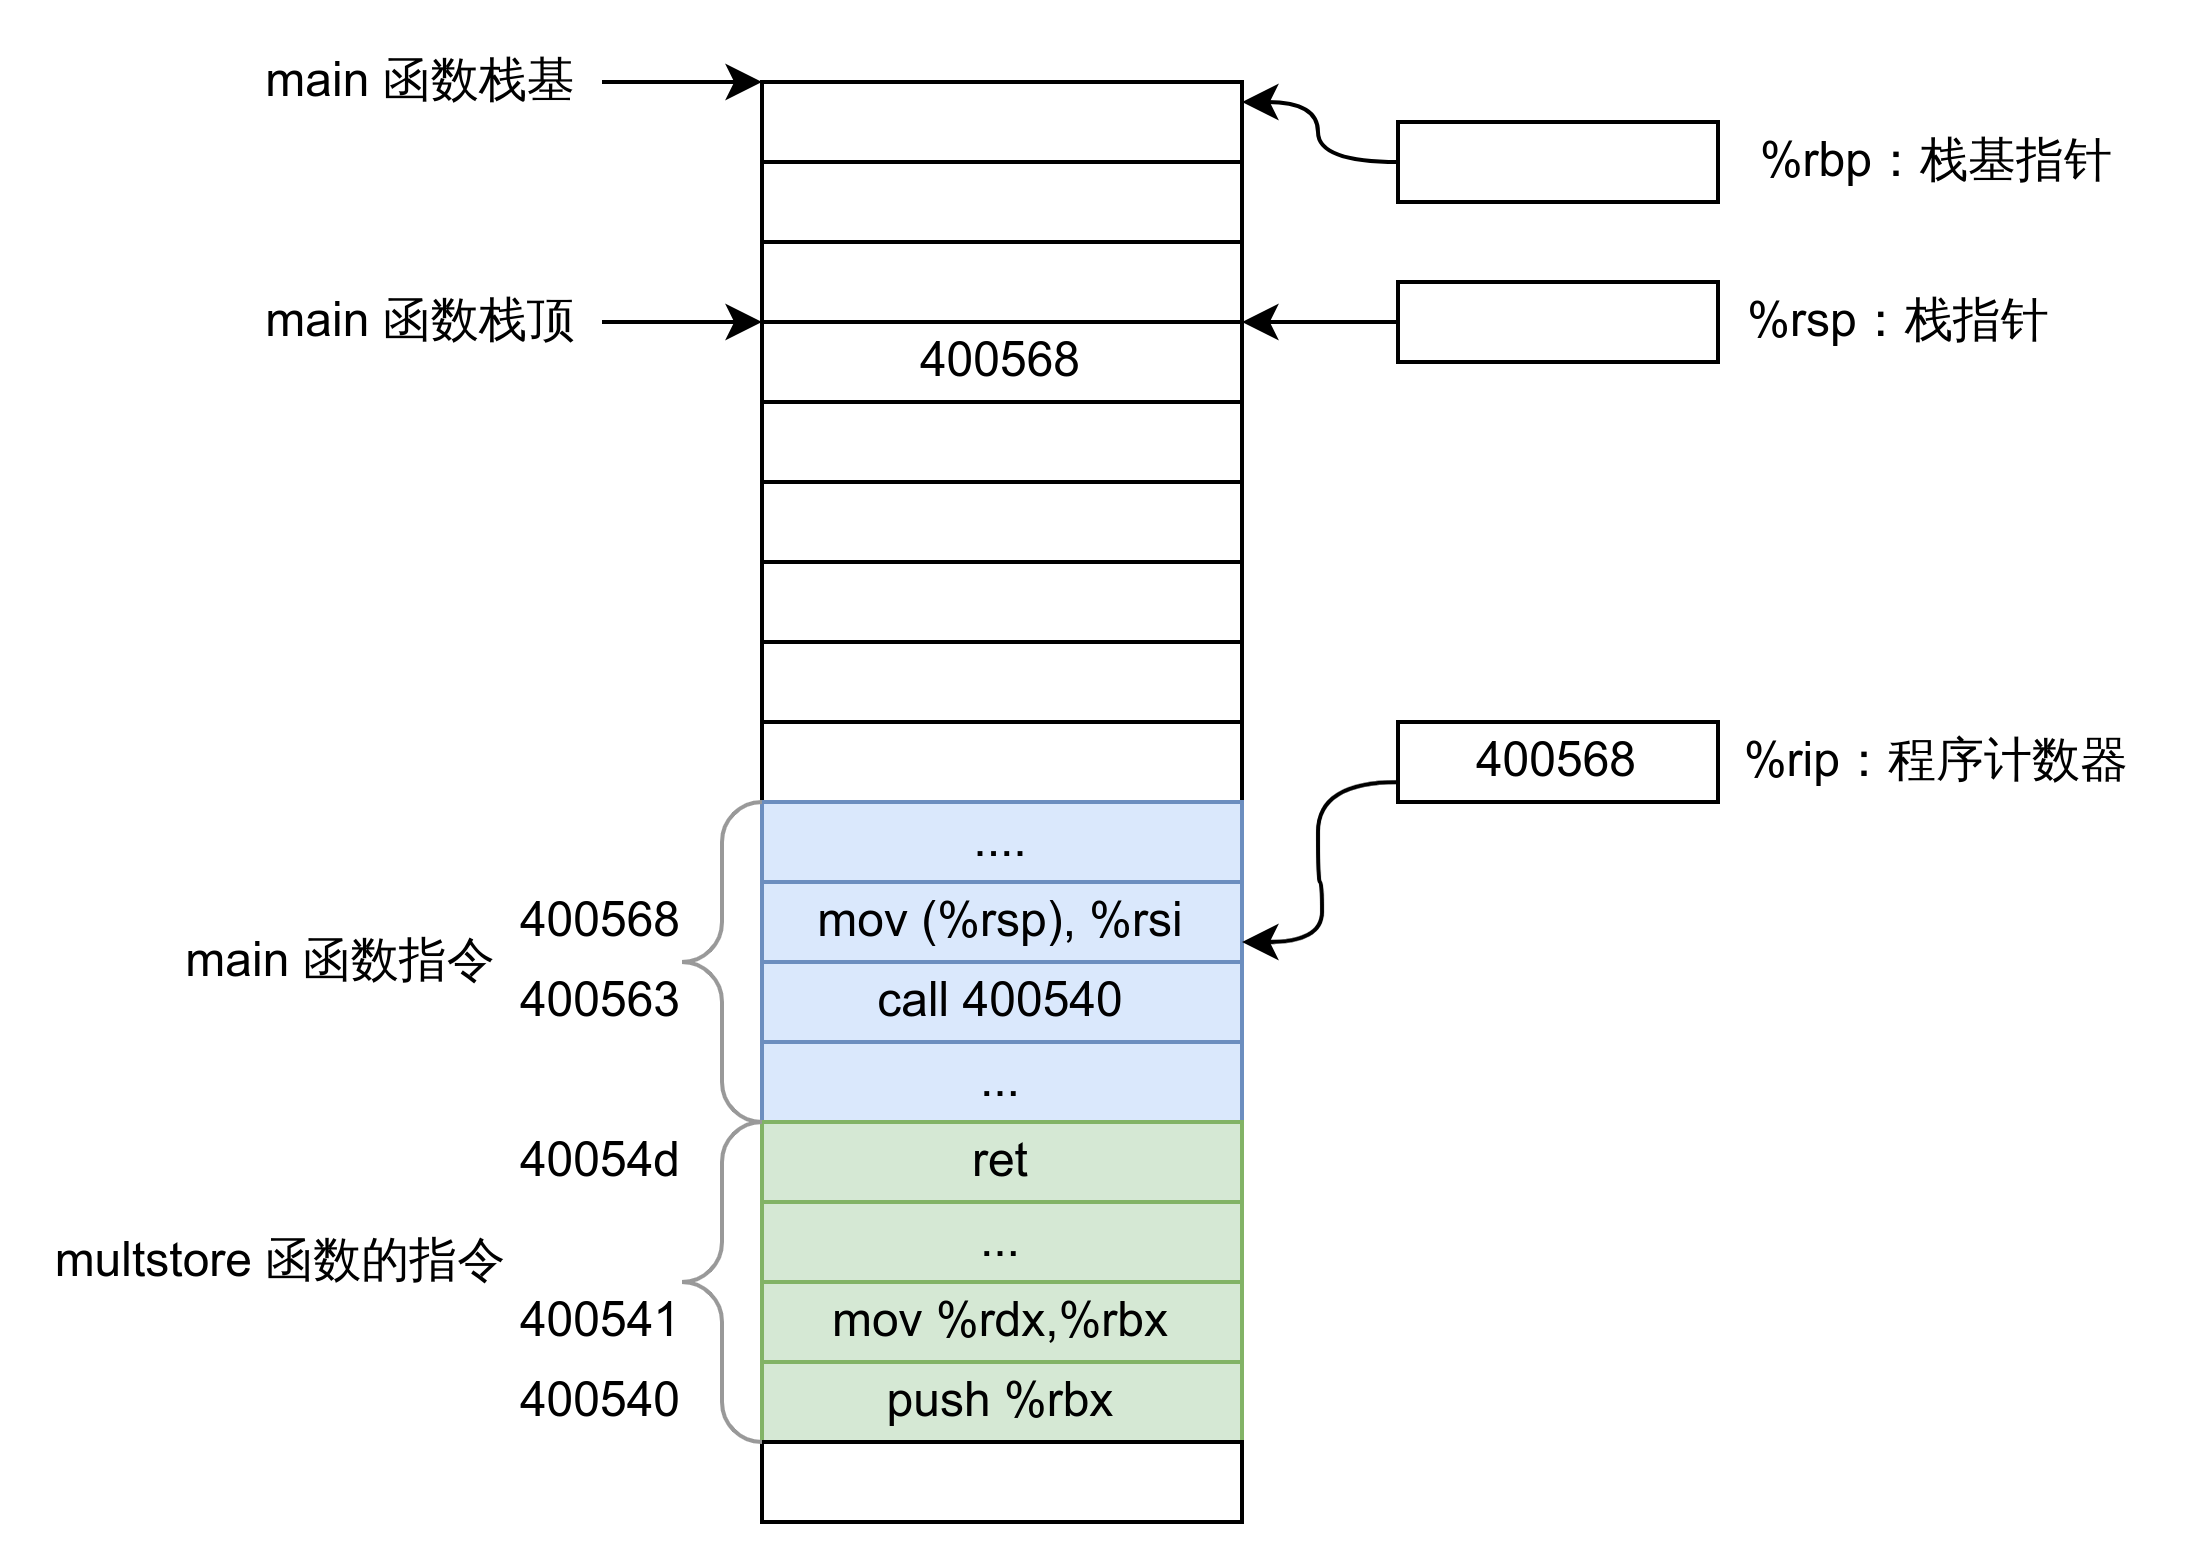 main 函数栈基
%rbp：栈基指针
main 函数栈顶
%rsp：栈指针
400568
400568
%rip：程序计数器
....
400568
mov (%rsp), %rsi
main 函数指令
400563
call 400540
...
40054d
ret
...
multstore 函数的指令
400541
mov %rdx,%rbx
400540
push %rbx